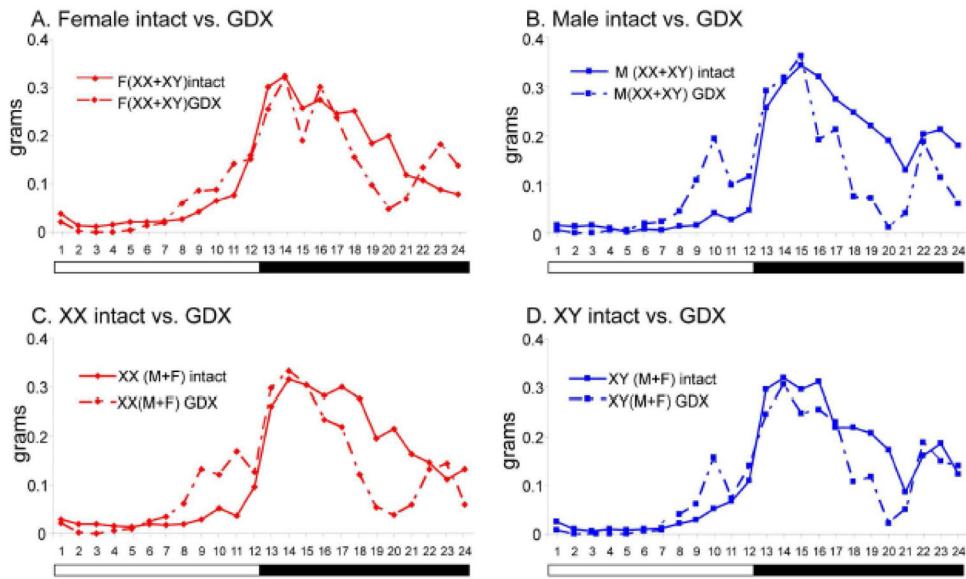 A. Female intact vs. GDX
0.4
0.3
0.2
0.1
0
grams
F(XX+XY)intact
F(XX+XY)GDX
1 2 3 4 5 6 7 8 9 10 11 12 13 14 15 16 17 18 19 20 21 22 23 24
B. Male intact vs. GDX
0.4
0.3
0.2
0.1
0
grams
M (XX+XY) intact
M(XX+XY) GDX
1 2 3 4 5 6 7 8 9 10 11 12 13 14 15 16 17 18 19 20 21 22 23 24
C. XX intact vs. GDX
0.4
0.3
0.2
0.1
0
grams
XX (M+F) intact
XX(M+F) GDX
1 2 3 4 5 6 7 8 9 10 11 12 13 14 15 16 17 18 19 20 21 22 23 24
D. XY intact vs. GDX
0.4
0.3
0.2
0.1
0
grams
XY (M+F) intact
XY(M+F) GDX
1 2 3 4 5 6 7 8 9 10 11 12 13 14 15 16 17 18 19 20 21 22 23 24